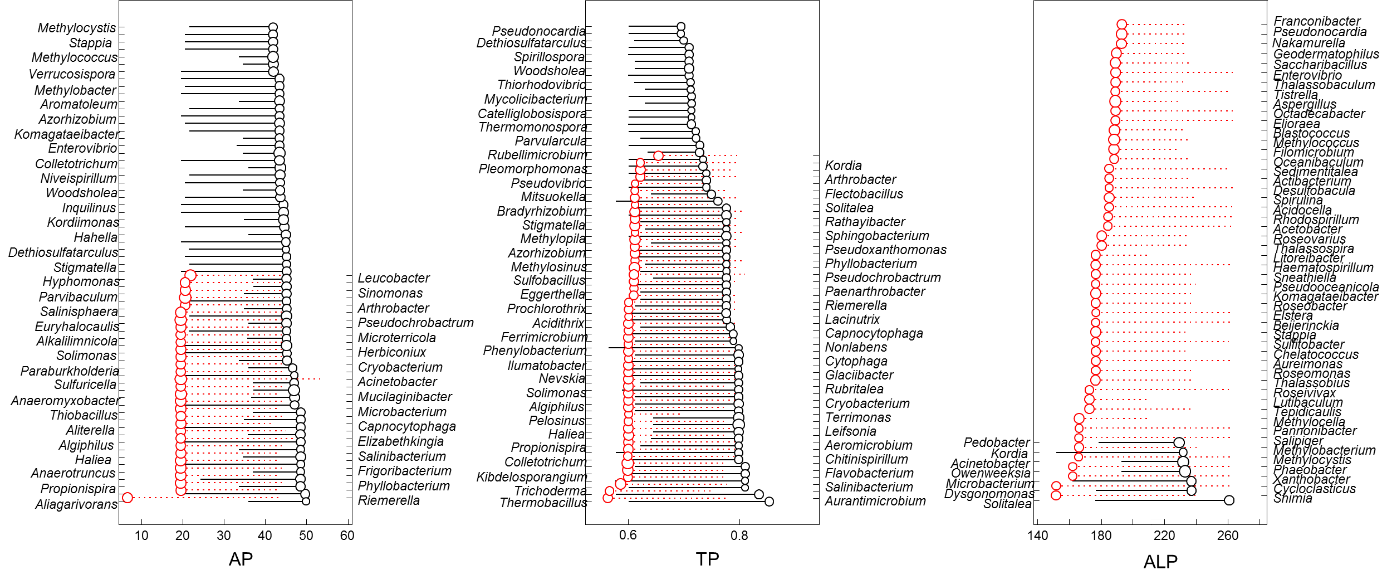 Methylocystis
Stappia
Methylococcus
Verrucosispora
Methylobacter
Aromatoleum
Azorhizobium
Komagataeibacter
Enterovibrio
Colletotrichum
Niveispirillum
Woodsholea
Inquilinus
Kordiimonas
Hahella
Dethiosulfatarculus
Stigmatella
Hyphomonas
Parvibaculum
Salinisphaera
Euryhalocaulis
Alkalilimnicola
Solimonas
Paraburkholderia
Sulfuricella
Anaeromyxobacter
Thiobacillus
Aliterella
Algiphilus
Haliea
Anaerotruncus
Propionispira
Aliagarivorans
Leucobacter
Sinomonas
Arthrobacter
Pseudochrobactrum
Microterricola
Herbiconiux
Cryobacterium
Acinetobacter
Mucilaginibacter
Microbacterium
Capnocytophaga
Elizabethkingia
Salinibacterium
Frigoribacterium
Phyllobacterium
Riemerella
10 20 30 40 50 60
AP
Pseudonocardia
Dethiosulfatarculus
Spirillospora
Woodsholea
Thiorhodovibrio
Mycolicibacterium
Catelliglobosispora
Thermomonospora
Parvularcula
Rubellimicrobium
Pleomorphomonas
Pseudovibrio
Mitsuokella
Bradyrhizobium
Stigmatella
Methylopila
Azorhizobium
Methylosinus
Sulfobacillus
Eggerthella
Prochlorothrix
Acidithrix
Ferrimicrobium
Phenylobacterium
Ilumatobacter
Nevskia
Solimonas
Algiphilus
Pelosinus
Haliea
Propionispira
Colletotrichum
Kibdelosporangium
Trichoderma
Thermobacillus
Kordia
Arthrobacter
Flectobacillus
Solitalea
Rathayibacter
Sphingobacterium
Pseudoxanthomonas
Phyllobacterium
Pseudochrobactrum
Paenarthrobacter
Riemerella
Lacinutrix
Capnocytophaga
Nonlabens
Cytophaga
Glaciibacter
Rubritalea
Cryobacterium
Terrimonas
Leifsonia
Aeromicrobium
Chitinispirillum
Flavobacterium
Salinibacterium
Aurantimicrobium
0.6 0.8
TP
Pedobacter
Kordia
Acinetobacter
Owenweeksia
Microbacterium
Dysgonomonas
Solitalea
Franconibacter
Pseudonocardia
Nakamurella
Geodermatophilus
Saccharibacillus
Enterovibrio
Thalassobaculum
Tistrella
Aspergillus
Octadecabacter
Elioraea
Blastococcus
Methylococcus
Filomicrobium
Oceanibaculum
Sedimentitalea
Actibacterium
Desulfobacula
Spirulina
Acidocella
Rhodospirillum
Acetobacter
Roseovarius
Thalassospira
Litoreibacter
Haematospirillum
Sneathiella
Pseudooceanicola
Komagataeibacter
Roseobacter
Elstera
Beijerinckia
Stappia
Sulfitobacter
Chelatococcus
Aureimonas
Roseomonas
Thalassobius
Roseivivax
Lutibaculum
Tepidicaulis
Methylocella
Pannonibacter
Salipiger
Methylobacterium
Methylocystis
Phaeobacter
Xanthobacter
Cycloclasticus
Shimia
140 180 220 260
ALP